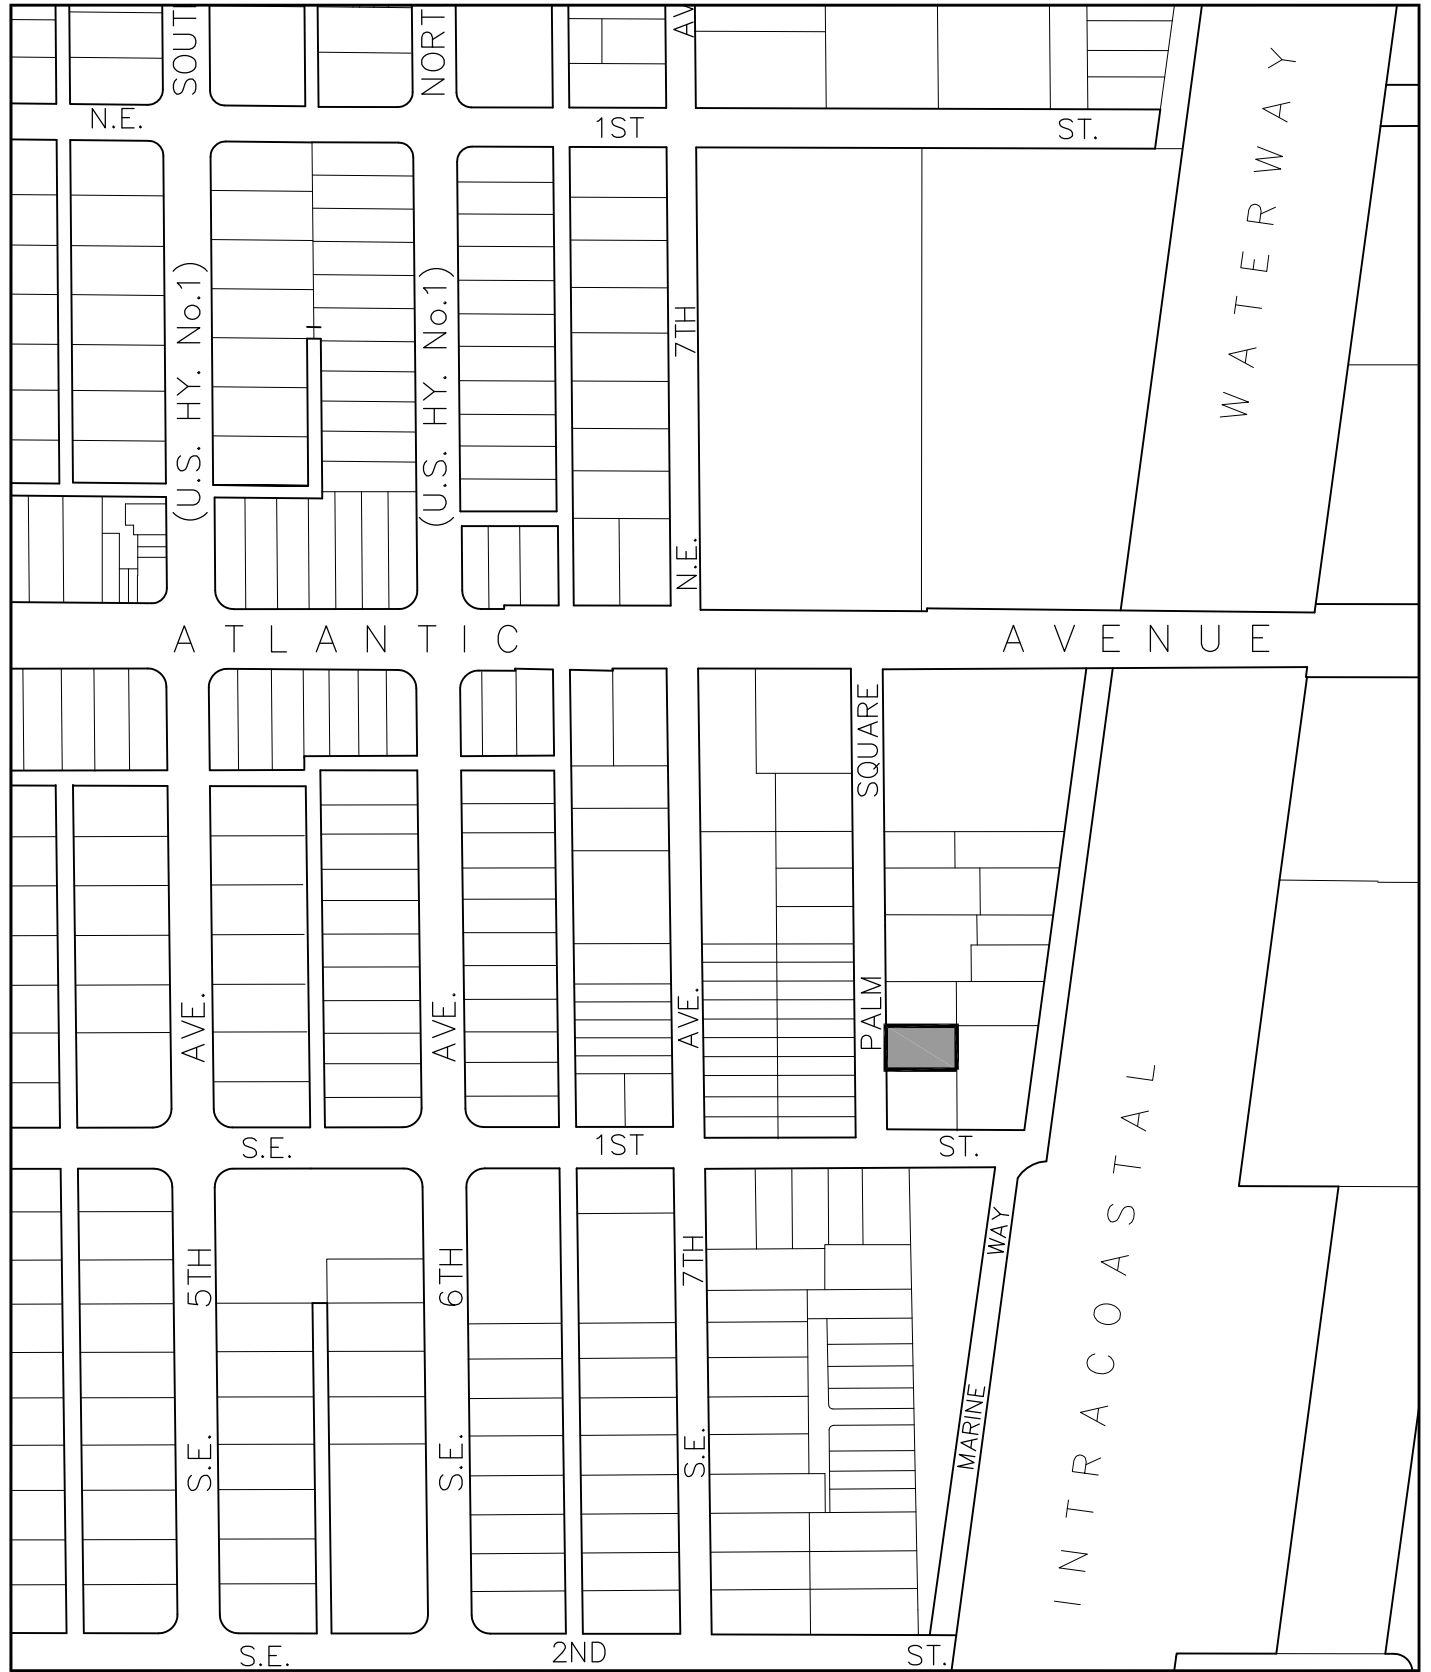 SOUT
NORT
AV
N.E. 1ST ST.
WATERWAY
(U.S. HY. No.1)
(U.S. HY. No.1)
N.E. 7TH
ATLANTIC AVENUE
PALM SQUARE
S.E. 5TH AVE.
S.E. 6TH AVE.
S.E. 7TH AVE.
S.E. 1ST ST.
MARINE WAY
INTRACOASTAL
S.E. 2ND ST.